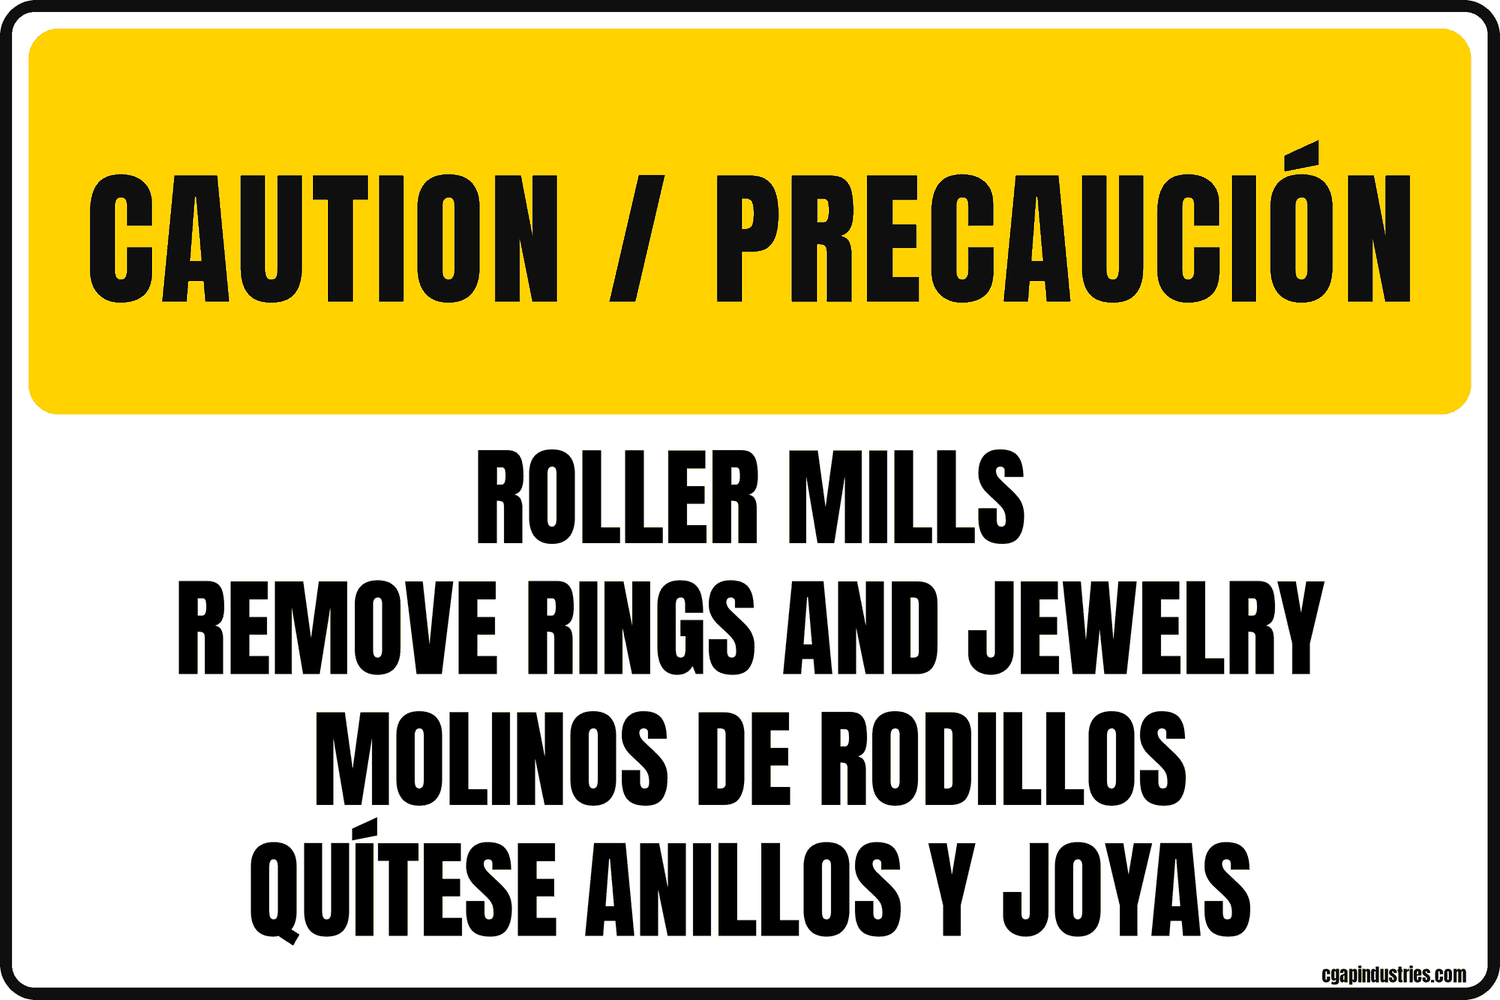 CAUTION / PRECAUCIÓN
ROLLER MILLS
REMOVE RINGS AND JEWELRY
MOLINOS DE RODILLOS
QUÍTESE ANILLOS Y JOYAS
cgapindustries.com